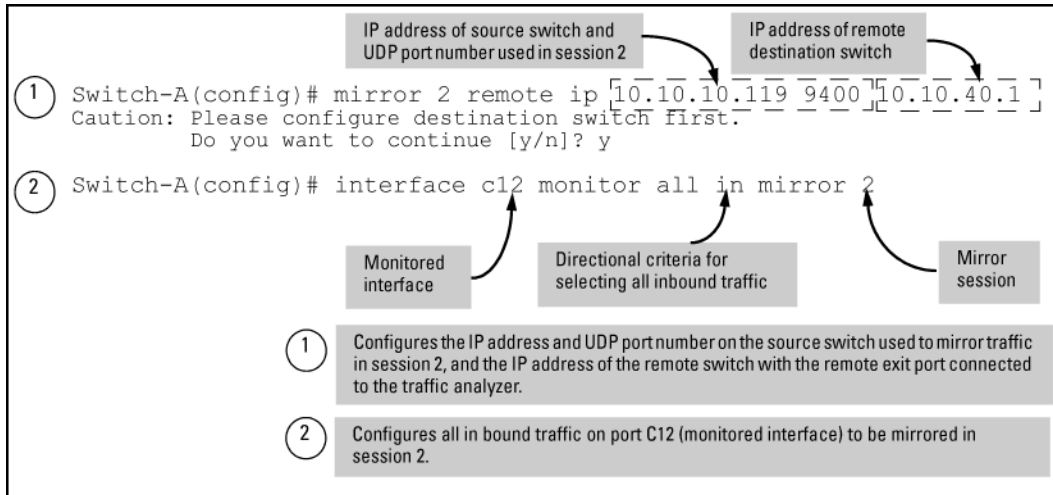 IP address of source switch and
UDP port number used in session 2
IP address of remote
destination switch
1
Switch-A(config)# mirror 2 remote ip 10.10.10.119 9400 10.10.40.1
Caution: Please configure destination switch first.
Do you want to continue [y/n]? y
2
Switch-A(config)# interface c12 monitor all in mirror 2
Monitored
interface
Directional criteria for
selecting all inbound traffic
Mirror
session
1
Configures the IP address and UDP port number on the source switch used to mirror traffic
in session 2, and the IP address of the remote switch with the remote exit port connected
to the traffic analyzer.
2
Configures all in bound traffic on port C12 (monitored interface) to be mirrored in
session 2.